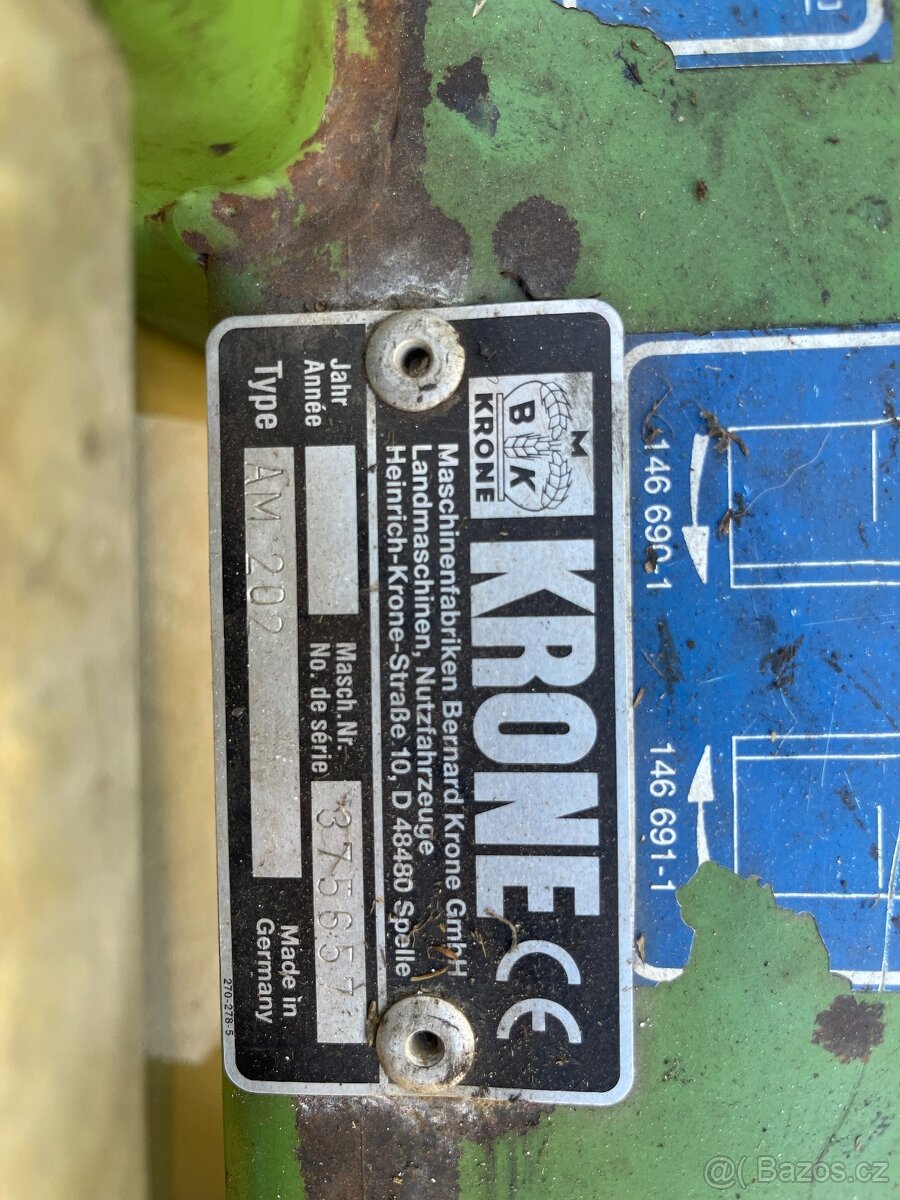 B K
KRONE
KRONE CE
Maschinenfabriken Bernard Krone GmbH
Landmaschinen, Nutzfahrzeuge
Heinrich-Krone-Straße 10, D 48480 Spelle
Jahr
Année
Masch.Nr.
No. de série
375657
Type
AM 202
Made in
Germany
270-278-5
146 690-1
146 691-1
@( Bazos.cz